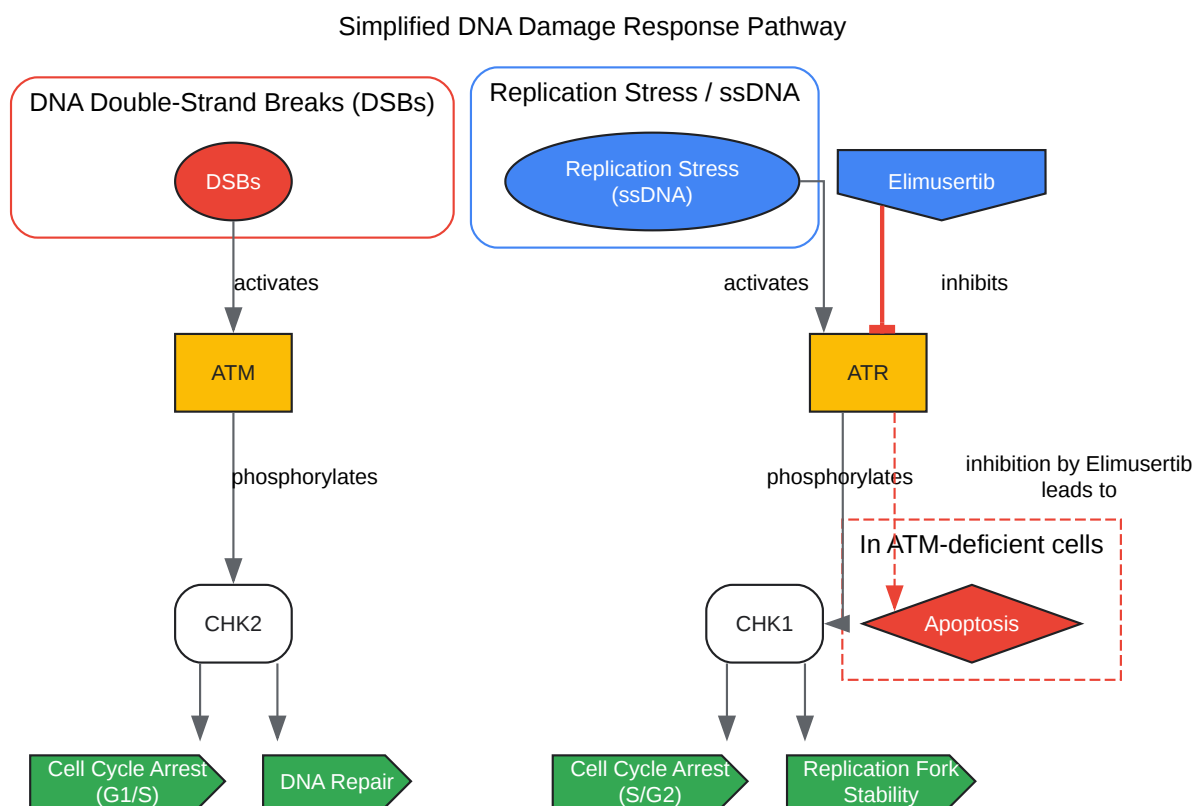 Simplified DNA Damage Response Pathway
DNA Double-Strand Breaks (DSBs)
Replication Stress / ssDNA
DSBs
Replication Stress
(ssDNA)
Elimusertib
activates
activates
inhibits
ATM
ATR
phosphorylates
phosphorylates
inhibition by Elimusertib
leads to
In ATM-deficient cells
CHK2
CHK1
Apoptosis
Cell Cycle Arrest
(G1/S)
DNA Repair
Cell Cycle Arrest
(S/G2)
Replication Fork
Stability